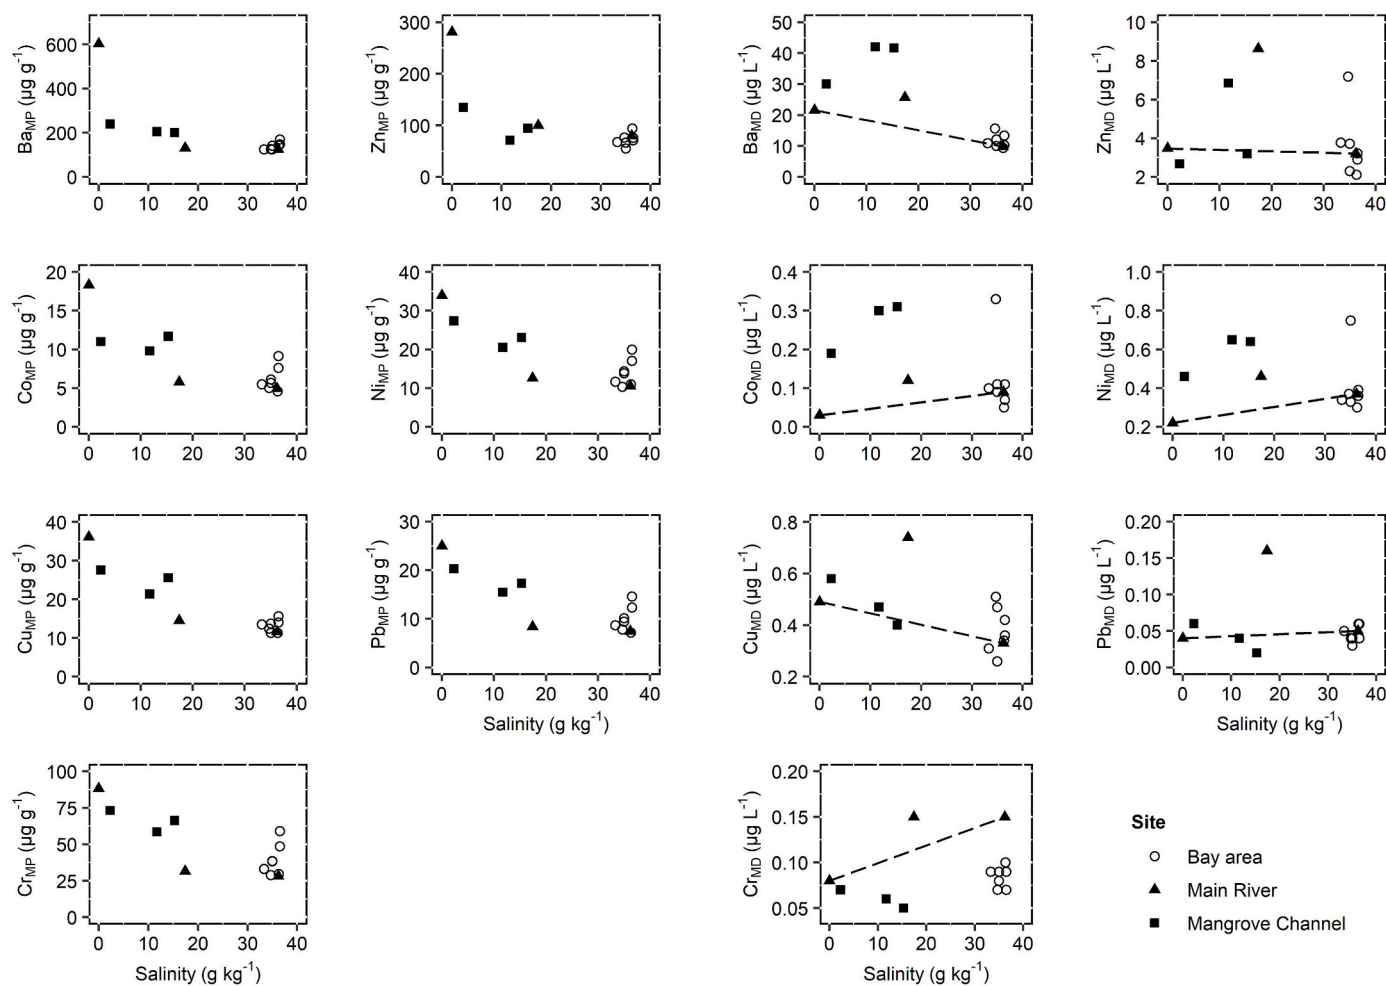 Ba_MP (µg g⁻¹)
600
400
200
0
0 10 20 30 40
Zn_MP (µg g⁻¹)
300
200
100
0
0 10 20 30 40
Ba_MD (µg L⁻¹)
50
40
30
20
10
0
0 10 20 30 40
Zn_MD (µg L⁻¹)
10
8
6
4
2
0 10 20 30 40
Co_MP (µg g⁻¹)
20
15
10
5
0
0 10 20 30 40
Ni_MP (µg g⁻¹)
40
30
20
10
0
0 10 20 30 40
Co_MD (µg L⁻¹)
0.4
0.3
0.2
0.1
0.0
0 10 20 30 40
Ni_MD (µg L⁻¹)
1.0
0.8
0.6
0.4
0.2
0 10 20 30 40
Cu_MP (µg g⁻¹)
40
30
20
10
0
0 10 20 30 40
Pb_MP (µg g⁻¹)
30
20
10
0
0 10 20 30 40
Salinity (g kg⁻¹)
Cu_MD (µg L⁻¹)
0.8
0.6
0.4
0.2
0 10 20 30 40
Pb_MD (µg L⁻¹)
0.20
0.15
0.10
0.05
0.00
0 10 20 30 40
Salinity (g kg⁻¹)
Cr_MP (µg g⁻¹)
100
75
50
25
0
0 10 20 30 40
Salinity (g kg⁻¹)
Cr_MD (µg L⁻¹)
0.20
0.15
0.10
0.05
0 10 20 30 40
Salinity (g kg⁻¹)
Site
Bay area
Main River
Mangrove Channel